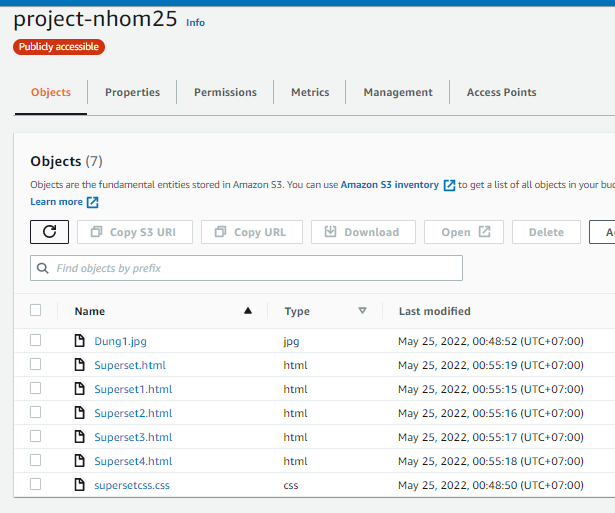 project-nhom25 Info
Publicly accessible
Objects Properties Permissions Metrics Management Access Points
Objects (7)
Objects are the fundamental entities stored in Amazon S3. You can use Amazon S3 inventory to get a list of all objects in your
Learn more
Copy S3 URI Copy URL Download Open Delete
Find objects by prefix
Name Type Last modified
Dung1.jpg jpg May 25, 2022, 00:48:52 (UTC+07:00)
Superset.html html May 25, 2022, 00:55:19 (UTC+07:00)
Superset1.html html May 25, 2022, 00:55:15 (UTC+07:00)
Superset2.html html May 25, 2022, 00:55:16 (UTC+07:00)
Superset3.html html May 25, 2022, 00:55:17 (UTC+07:00)
Superset4.html html May 25, 2022, 00:55:18 (UTC+07:00)
supersetcss.css css May 25, 2022, 00:48:50 (UTC+07:00)